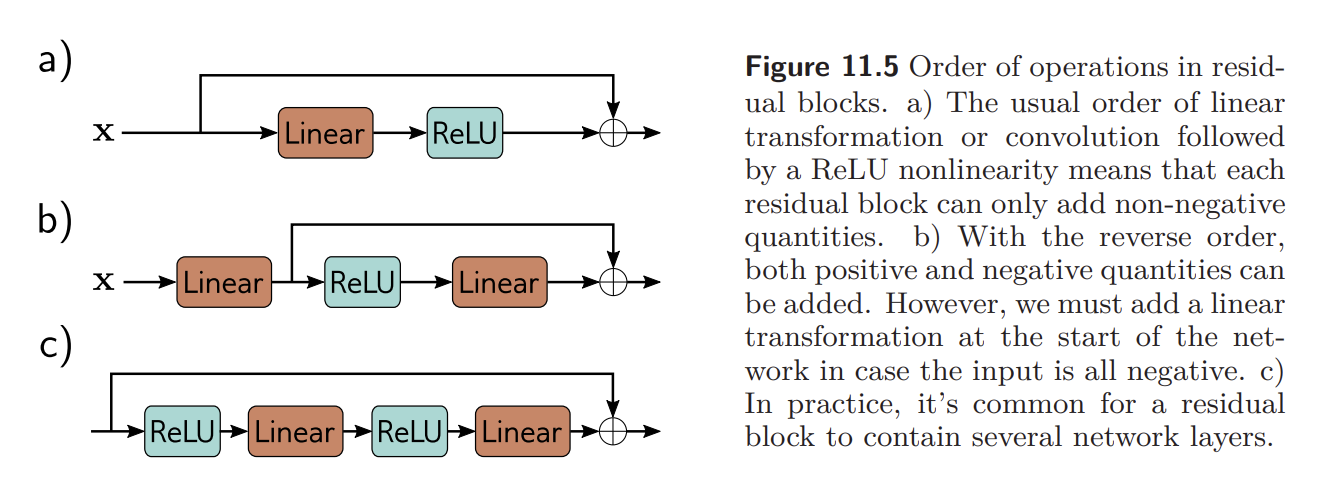 a)
x Linear ReLU
b)
x Linear ReLU Linear
c)
ReLU Linear ReLU Linear
Figure 11.5 Order of operations in resid-
ual blocks. a) The usual order of linear
transformation or convolution followed
by a ReLU nonlinearity means that each
residual block can only add non-negative
quantities. b) With the reverse order,
both positive and negative quantities can
be added. However, we must add a linear
transformation at the start of the net-
work in case the input is all negative. c)
In practice, it's common for a residual
block to contain several network layers.